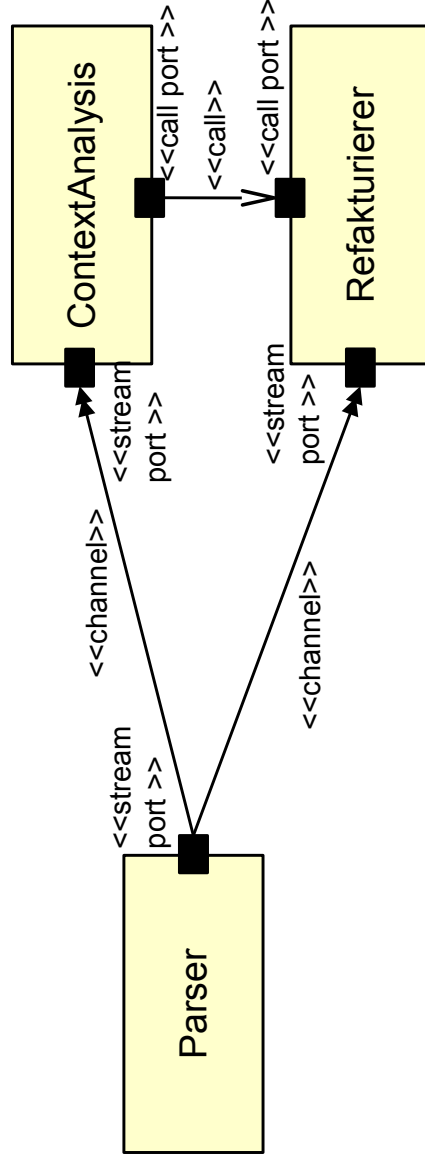 ContextAnalysis
<<channel>>
<<stream
port >>
<<stream
port >>
<<call port >>
Parser
<<call>>
<<call port >>
<<stream
port >>
<<channel>>
Refakturierer